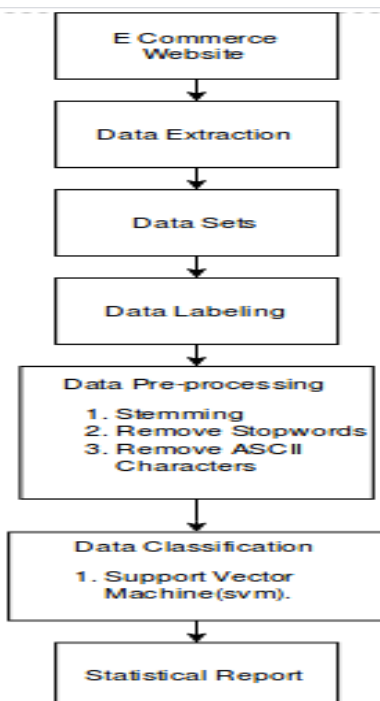 E Commerce
Website
Data Extraction
Data Sets
Data Labeling
Data Pre-processing
1. Stemming
2. Remove Stopwords
3. Remove ASCII
Characters
Data Classification
1. Support Vector
Machine(svm).
Statistical Report